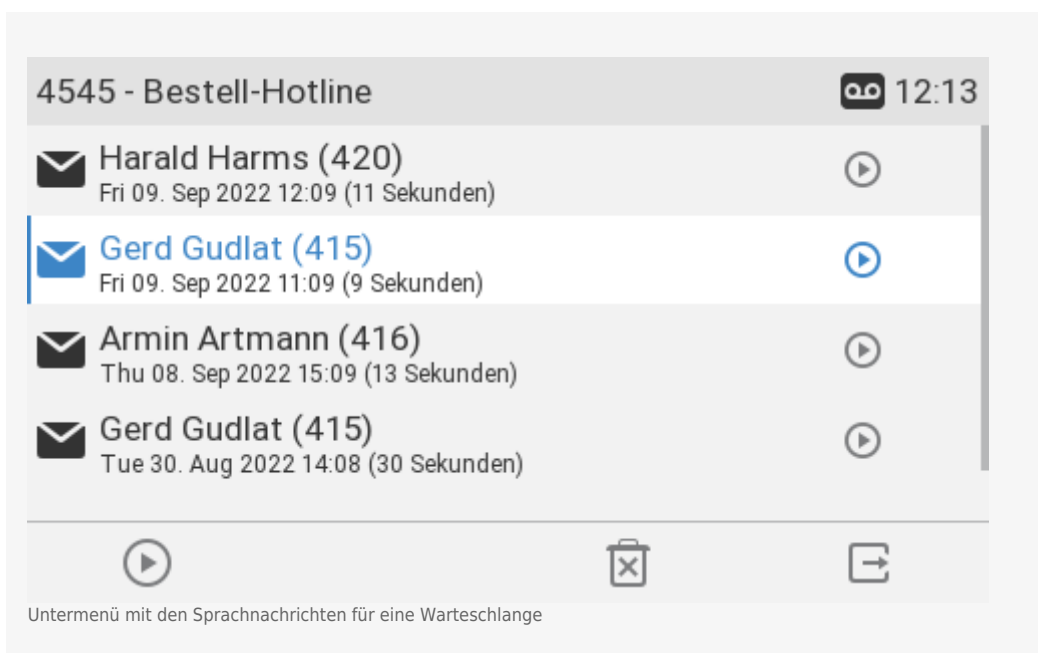 4545 - Bestell-Hotline 12:13
Harald Harms (420)
Fri 09. Sep 2022 12:09 (11 Sekunden)
Gerd Gudlat (415)
Fri 09. Sep 2022 11:09 (9 Sekunden)
Armin Artmann (416)
Thu 08. Sep 2022 15:09 (13 Sekunden)
Gerd Gudlat (415)
Tue 30. Aug 2022 14:08 (30 Sekunden)
Untermenü mit den Sprachnachrichten für eine Warteschlange